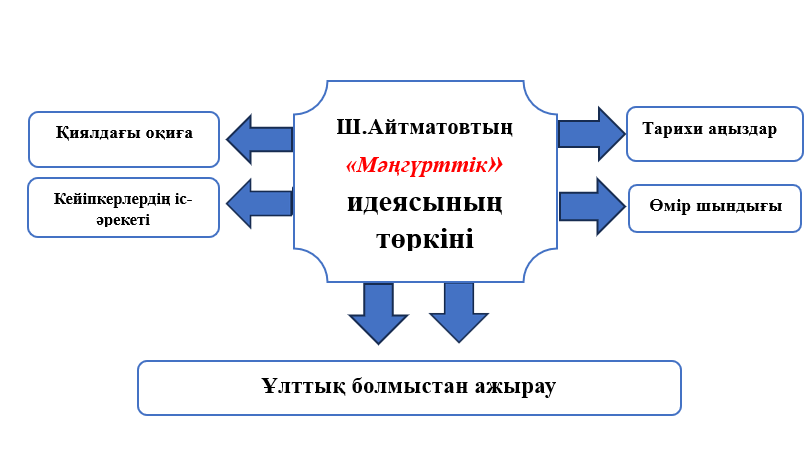 Қиялдағы оқиға
Кейіпкерлердің іс-
әрекеті
Ш.Айтматовтың
«Мәңгүрттік»
идеясының
төркіні
Тарихи аңыздар
Өмір шындығы
Ұлттық болмыстан ажырау